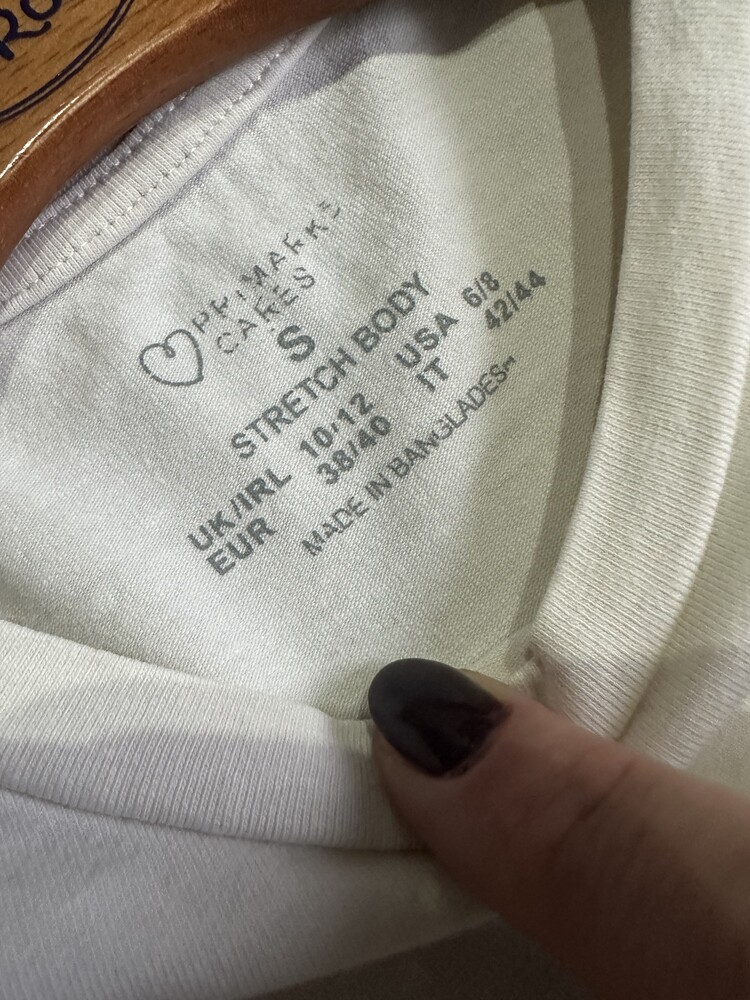 PRIMARK
CARES
S
STRETCH BODY
UK/IRL 10/12 USA 6/8
EUR 38/40 IT 42/44
MADE IN BANGLADESH